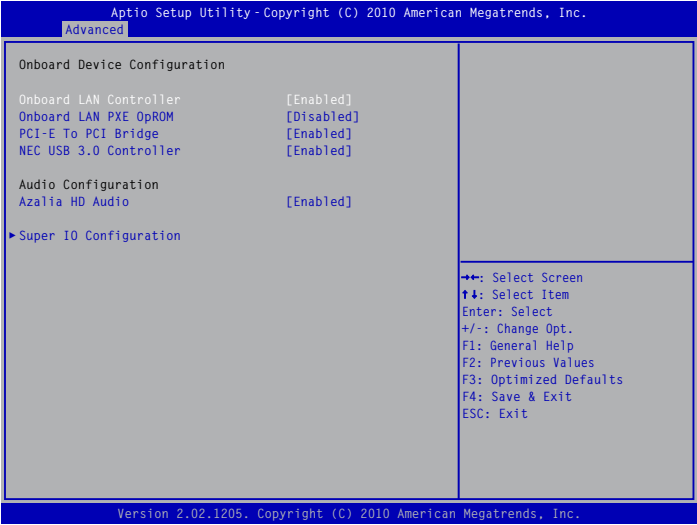 Aptio Setup Utility - Copyright (C) 2010 American Megatrends, Inc.
Advanced
Onboard Device Configuration
Onboard LAN Controller [Enabled]
Onboard LAN PXE OpROM [Disabled]
PCI-E To PCI Bridge [Enabled]
NEC USB 3.0 Controller [Enabled]
Audio Configuration
Azalia HD Audio [Enabled]
►Super IO Configuration
→←: Select Screen
↑↓: Select Item
Enter: Select
+/-: Change Opt.
F1: General Help
F2: Previous Values
F3: Optimized Defaults
F4: Save & Exit
ESC: Exit
Version 2.02.1205. Copyright (C) 2010 American Megatrends, Inc.